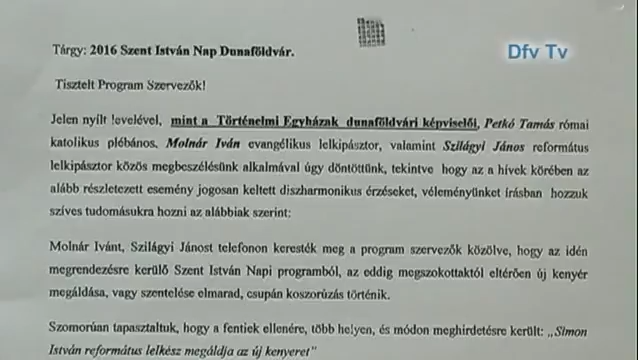 Dfv Tv
Tárgy: 2016 Szent István Nap Dunaföldvár.
Tisztelt Program Szervezők!
Jelen nyílt levelével, mint a Történelmi Egyházak dunaföldvári képviselői, Petkó Tamás római
katolikus plébános, Molnár Iván evangélikus lelkipásztor, valamint Szilágyi János református
lelkipásztor közös megbeszélésünk alkalmával úgy döntöttünk, tekintve hogy az a hívek körében az
alább részletezett esemény jogosan keltett diszharmonikus érzéseket, véleményünket írásban hozzuk
szíves tudomásukra hozni az alábbiak szerint:
Molnár Ivánt, Szilágyi Jánost telefonon keresték meg a program szervezők közölve, hogy az idén
megrendezésre kerülő Szent István Napi programból, az eddig megszokottaktól eltérően új kenyér
megáldása, vagy szentelése elmarad, csupán koszorúzás történik.
Szomorúan tapasztaltuk, hogy a fentiek ellenére, több helyen, és módon meghirdetésre került: „Simon
István református lelkész megáldja az új kenyeret"